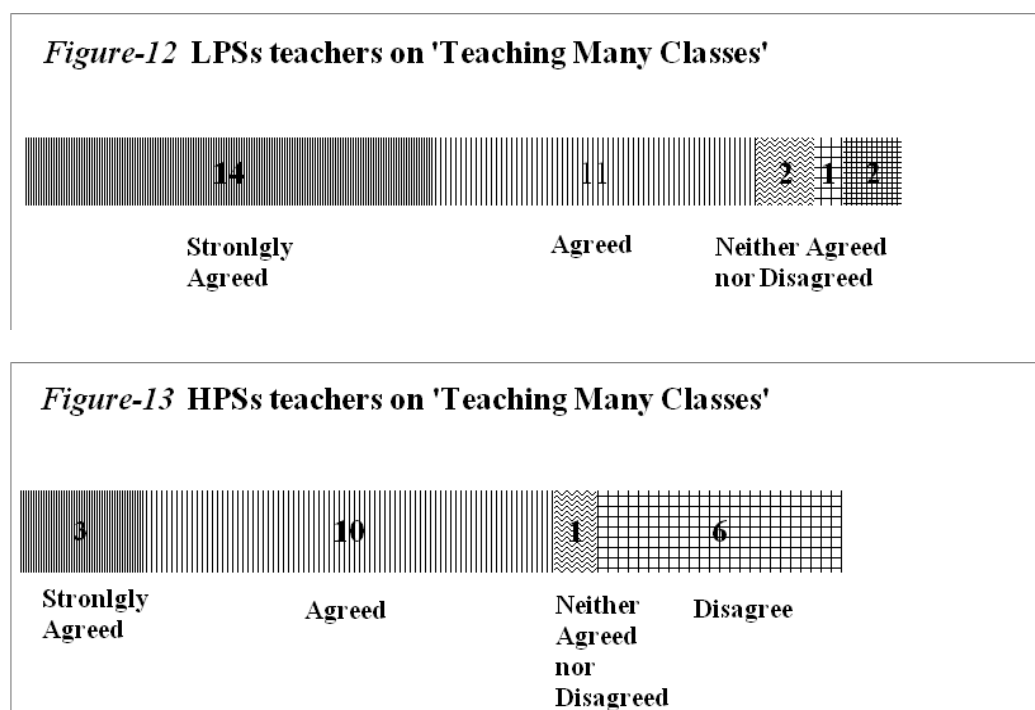 Figure-12 LPSs teachers on 'Teaching Many Classes'
14 11 2 1 2
Stronlgly Agreed Neither Agreed
Agreed nor Disagreed
Figure-13 HPSs teachers on 'Teaching Many Classes'
3 10 1 6
Stronlgly Agreed Neither Disagree
Agreed Agreed
nor
Disagreed